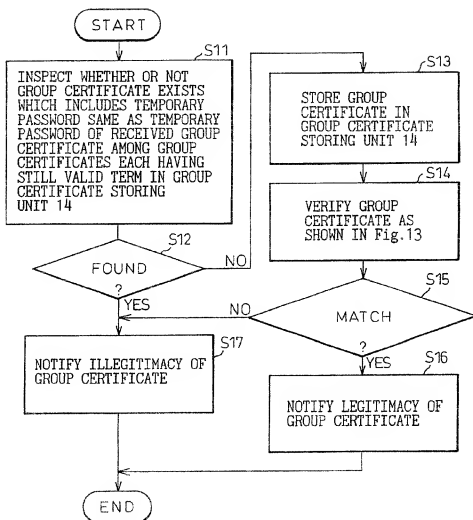 START
S11
INSPECT WHETHER OR NOT
GROUP CERTIFICATE EXISTS
WHICH INCLUDES TEMPORARY
PASSWORD SAME AS TEMPORARY
PASSWORD OF RECEIVED GROUP
CERTIFICATE AMONG GROUP
CERTIFICATES EACH HAVING
STILL VALID TERM IN GROUP
CERTIFICATE STORING
UNIT 14
S12
FOUND
?
NO
YES
S13
STORE GROUP
CERTIFICATE IN
GROUP CERTIFICATE
STORING UNIT 14
S14
VERIFY GROUP
CERTIFICATE AS
SHOWN IN Fig.13
S15
MATCH
?
NO
YES
S17
NOTIFY ILLEGITIMACY OF
GROUP CERTIFICATE
S16
NOTIFY LEGITIMACY OF
GROUP CERTIFICATE
END